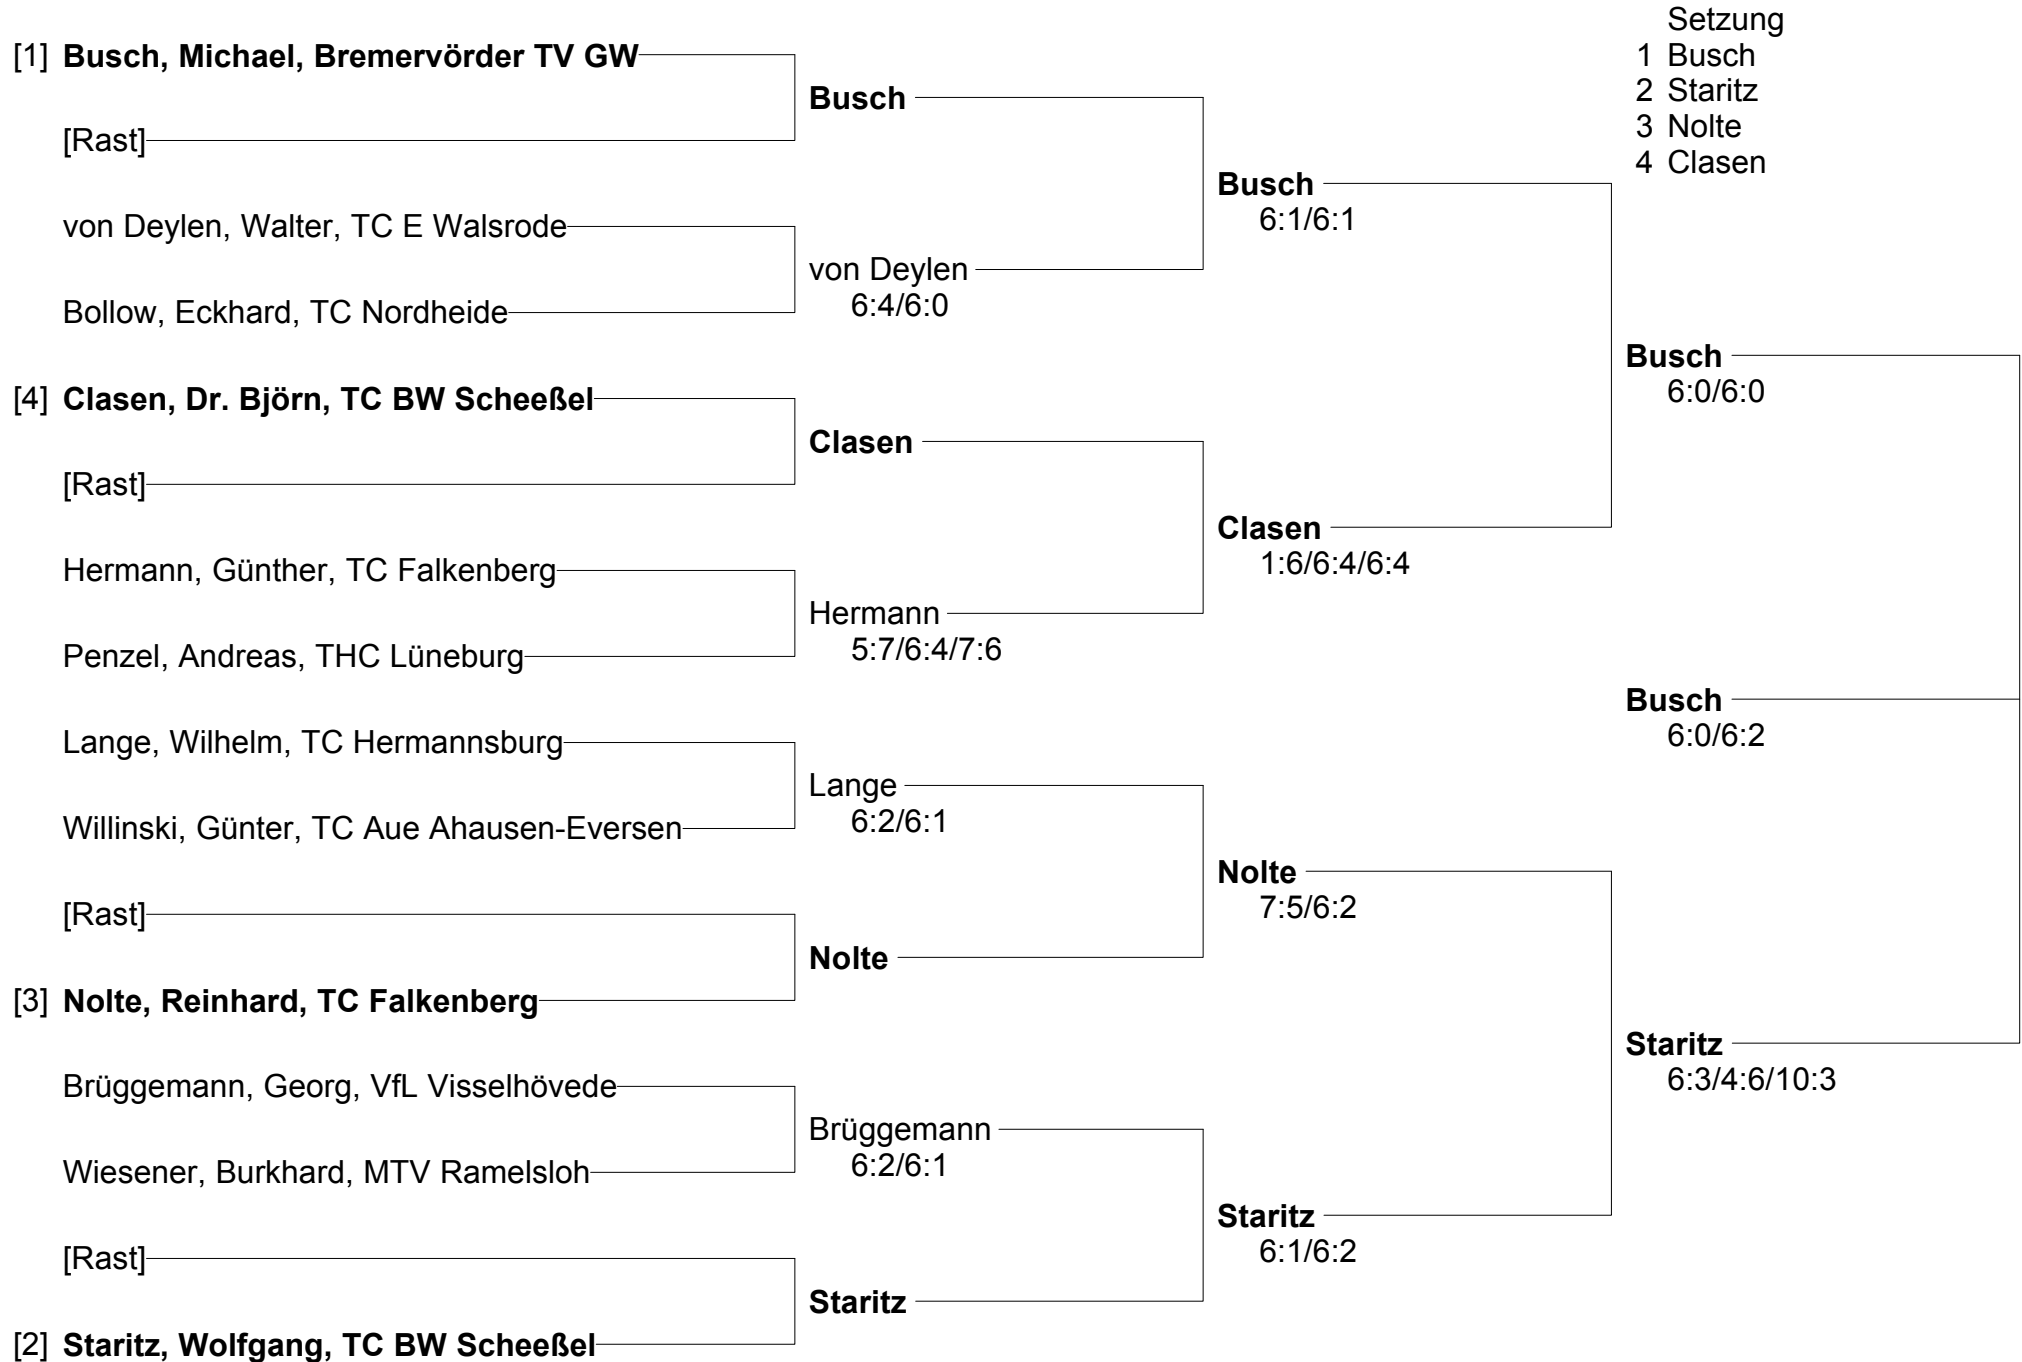 Setzung
1 Busch
2 Staritz
3 Nolte
4 Clasen
[1] Busch, Michael, Bremervörder TV GW
[Rast]
von Deylen, Walter, TC E Walsrode
Bollow, Eckhard, TC Nordheide
[4] Clasen, Dr. Björn, TC BW Scheeßel
[Rast]
Hermann, Günther, TC Falkenberg
Penzel, Andreas, THC Lüneburg
Lange, Wilhelm, TC Hermannsburg
Willinski, Günter, TC Aue Ahausen-Eversen
[Rast]
[3] Nolte, Reinhard, TC Falkenberg
Brüggemann, Georg, VfL Visselhövede
Wiesener, Burkhard, MTV Ramelsloh
[Rast]
[2] Staritz, Wolfgang, TC BW Scheeßel
Busch
von Deylen
6:4/6:0
Clasen
Hermann
5:7/6:4/7:6
Lange
6:2/6:1
Nolte
Brüggemann
6:2/6:1
Staritz
Busch
6:1/6:1
Clasen
1:6/6:4/6:4
Nolte
7:5/6:2
Staritz
6:1/6:2
Busch
6:0/6:0
Busch
6:0/6:2
Staritz
6:3/4:6/10:3